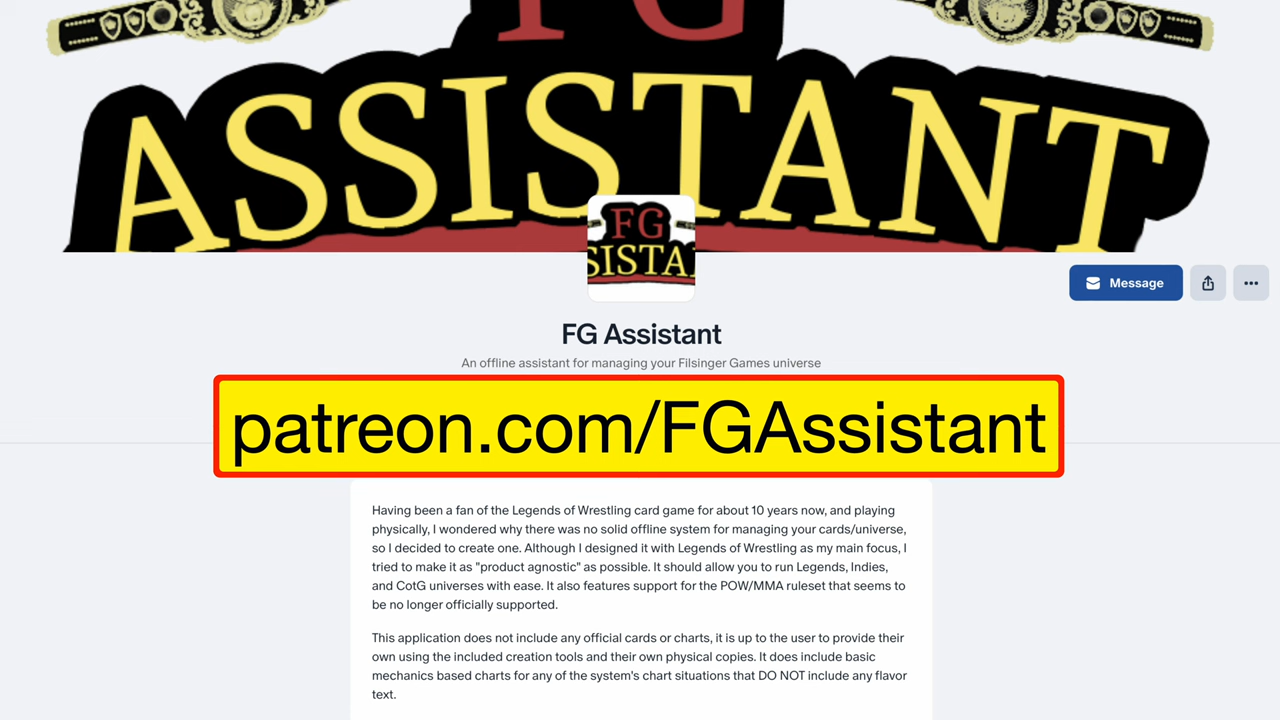 FG
ASSISTANT
FG
SISTA
Message
FG Assistant
An offline assistant for managing your Filsinger Games universe
patreon.com/FGAssistant
Having been a fan of the Legends of Wrestling card game for about 10 years now, and playing
physically, I wondered why there was no solid offline system for managing your cards/universe,
so I decided to create one. Although I designed it with Legends of Wrestling as my main focus, I
tried to make it as "product agnostic" as possible. It should allow you to run Legends, Indies,
and CotG universes with ease. It also features support for the POW/MMA ruleset that seems to
be no longer officially supported.
This application does not include any official cards or charts, it is up to the user to provide their
own using the included creation tools and their own physical copies. It does include basic
mechanics based charts for any of the system's chart situations that DO NOT include any flavor
text.